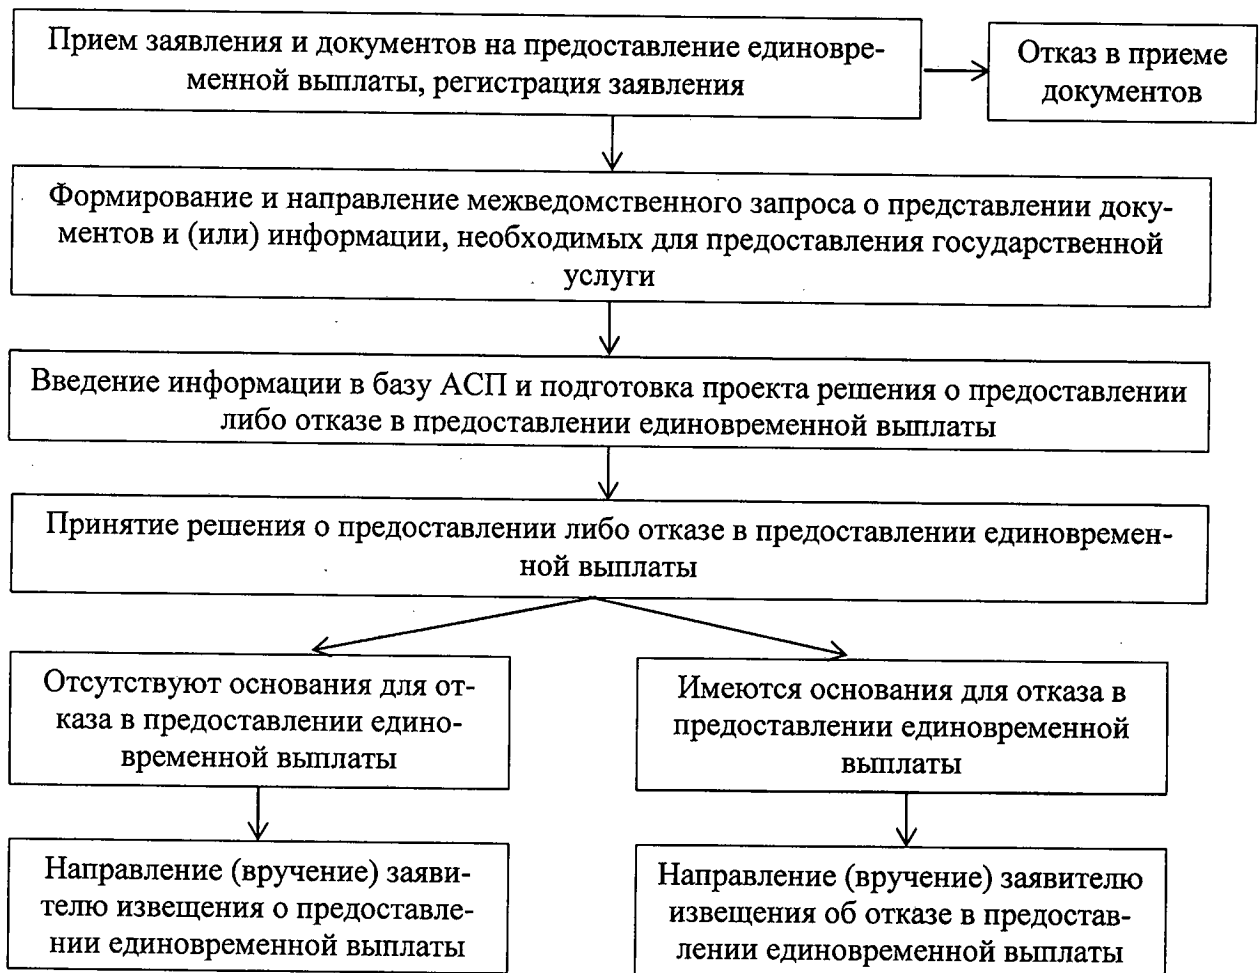 Прием заявления и документов на предоставление единовре-
менной выплаты, регистрация заявления
Отказ в приеме
документов
Формирование и направление межведомственного запроса о представлении доку-
ментов и (или) информации, необходимых для предоставления государственной
услуги
Введение информации в базу АСП и подготовка проекта решения о предоставлении
либо отказе в предоставлении единовременной выплаты
Принятие решения о предоставлении либо отказе в предоставлении единовремен-
ной выплаты
Отсутствуют основания для от-
каза в предоставлении едино-
временной выплаты
Имеются основания для отказа в
предоставлении единовременной
выплаты
Направление (вручение) заяви-
телю извещения о предоставле-
нии единовременной выплаты
Направление (вручение) заявителю
извещения об отказе в предостав-
лении единовременной выплаты